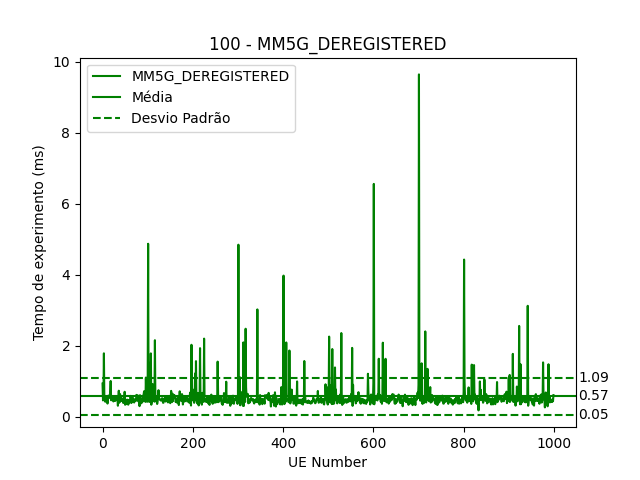 100 - MM5G_DEREGISTERED
MM5G_DEREGISTERED
Média
Desvio Padrão
Tempo de experimento (ms)
10
8
6
4
2
0
1.09
0.57
0.05
0 200 400 600 800 1000
UE Number